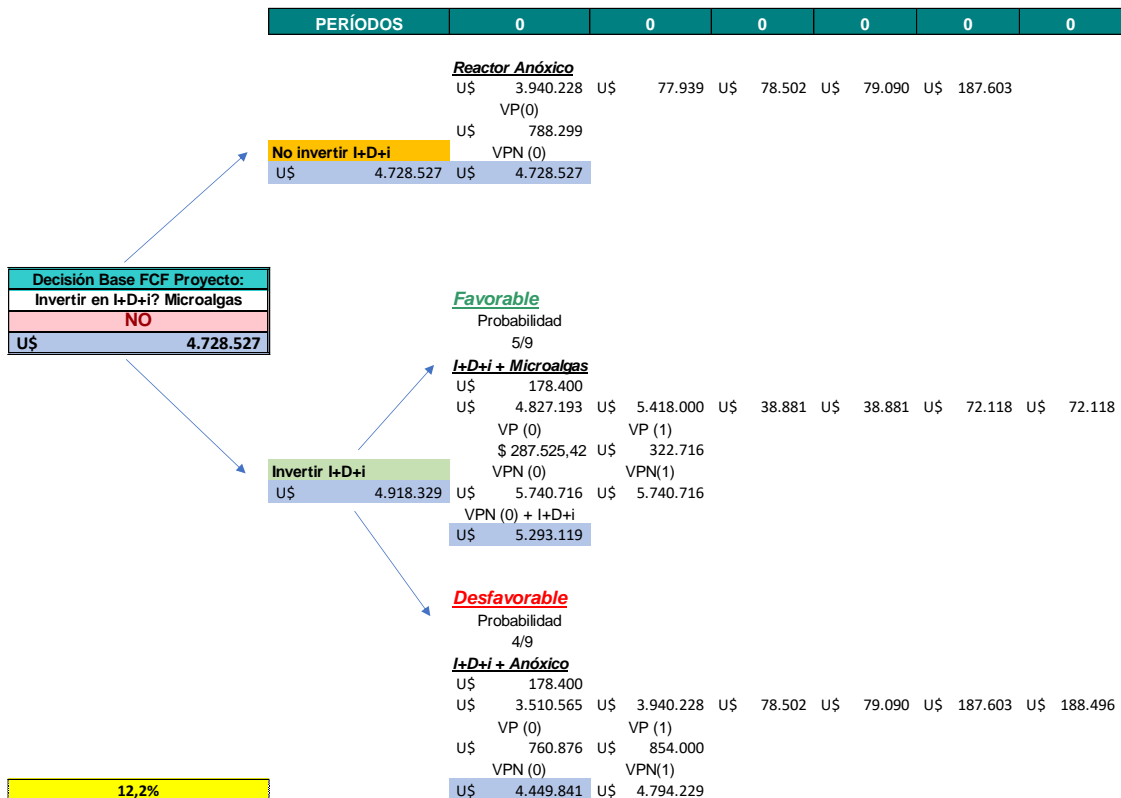 PERÍODOS 0 0 0 0 0 0
Reactor Anóxico
U$ 3.940.228 U$ 77.939 U$ 78.502 U$ 79.090 U$ 187.603
VP(0)
U$ 788.299
No invertir I+D+i VPN (0)
U$ 4.728.527 U$ 4.728.527
Decisión Base FCF Proyecto:
Invertir en I+D+i? Microalgas
NO
U$ 4.728.527
Favorable
Probabilidad
5/9
I+D+i + Microalgas
U$ 178.400
U$ 4.827.193 U$ 5.418.000 U$ 38.881 U$ 38.881 U$ 72.118 U$ 72.118
VP (0) VP (1)
$ 287.525,42 U$ 322.716
Invertir I+D+i VPN (0) VPN(1)
U$ 4.918.329 U$ 5.740.716 U$ 5.740.716
VPN (0) + I+D+i
U$ 5.293.119
Desfavorable
Probabilidad
4/9
I+D+i + Anóxico
U$ 178.400
U$ 3.510.565 U$ 3.940.228 U$ 78.502 U$ 79.090 U$ 187.603 U$ 188.496
VP (0) VP (1)
U$ 760.876 U$ 854.000
VPN (0) VPN(1)
12,2% U$ 4.449.841 U$ 4.794.229